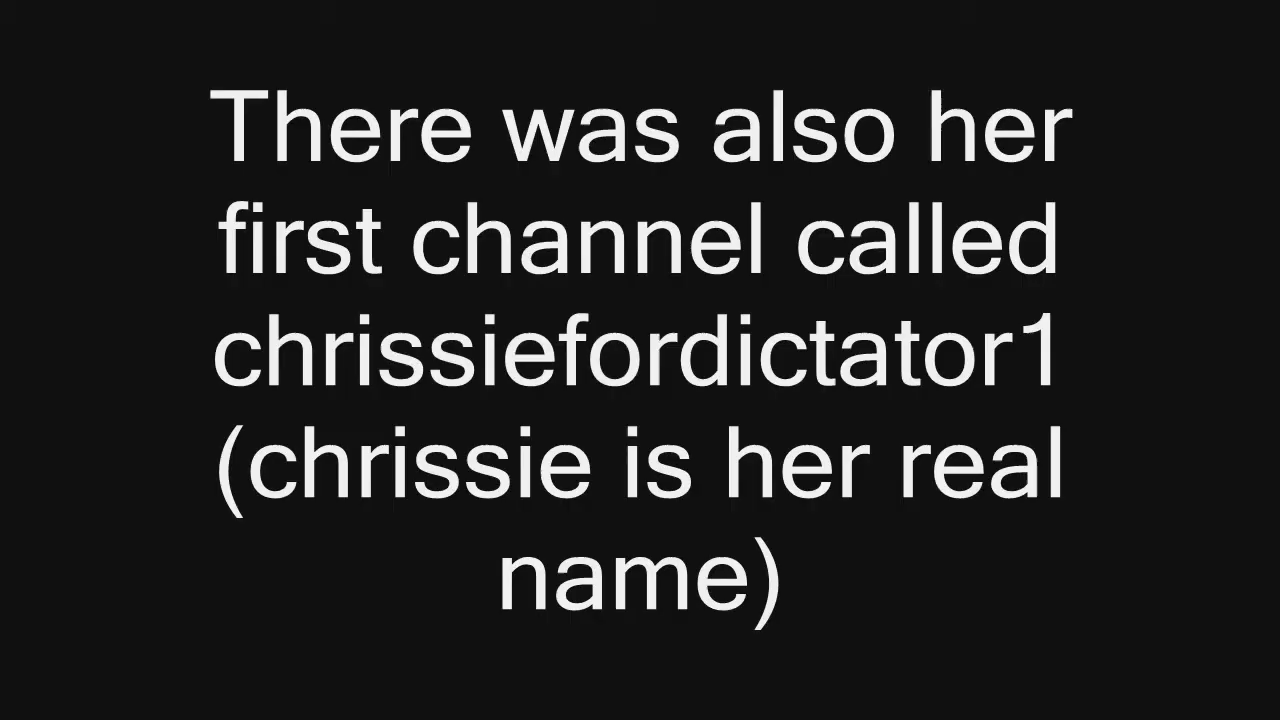 There was also her
first channel called
chrissiefordictator1
(chrissie is her real
name)